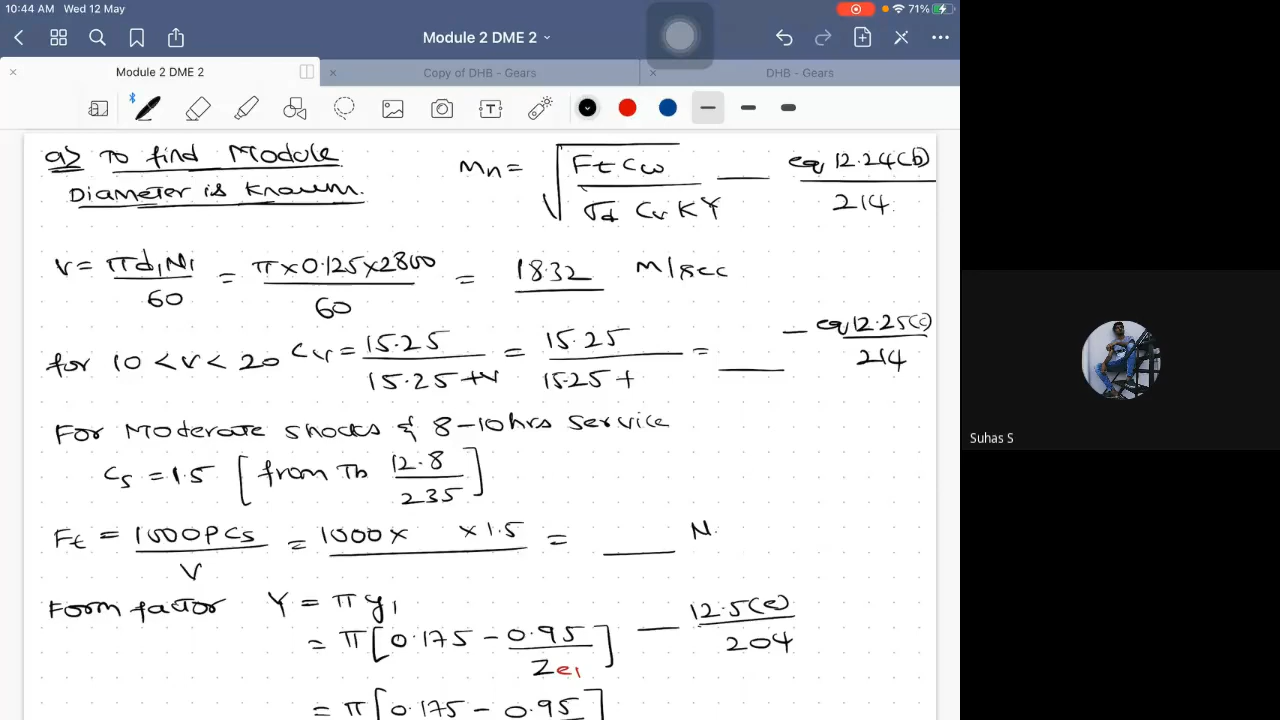 10:44 AM Wed 12 May
71%
Module 2 DME 2
Module 2 DME 2
Copy of DHB - Gears
DHB - Gears
a> To find Module
Diameter is known.
Mn = √(Ft Cw / σd Cv K Y) — eq 12.24(b) / 214.
V = πd1N1 / 60 = π×0.125×2800 / 60 = 18.32 m/sec
for 10 < V < 20 Cv = 15.25 / 15.25+V = 15.25 / 15.25+ = ___ — eq 12.25(c) / 214
For Moderate shocks & 8-10hrs service
Cs = 1.5 [from Tb 12.8 / 235]
Ft = 1000PCs / V = 1000× ×1.5 = ___ N.
Form factor Y = πy1
= π[0.175 - 0.95 / Ze1] — 12.5(e) / 204
= π[0.175 - 0.95]
Suhas S